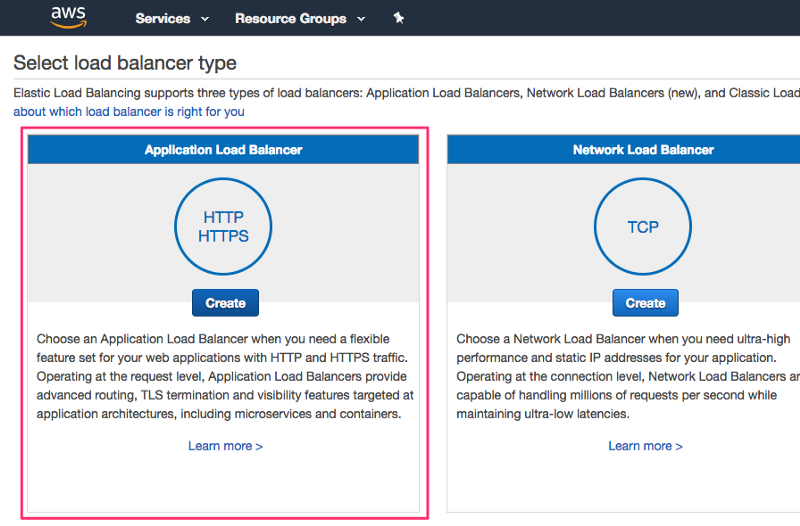 aws Services Resource Groups
Select load balancer type
Elastic Load Balancing supports three types of load balancers: Application Load Balancers, Network Load Balancers (new), and Classic Load
about which load balancer is right for you
Application Load Balancer
HTTP
HTTPS
Create
Choose an Application Load Balancer when you need a flexible
feature set for your web applications with HTTP and HTTPS traffic.
Operating at the request level, Application Load Balancers provide
advanced routing, TLS termination and visibility features targeted at
application architectures, including microservices and containers.
Learn more >
Network Load Balancer
TCP
Create
Choose a Network Load Balancer when you need ultra-high
performance and static IP addresses for your application.
Operating at the connection level, Network Load Balancers
capable of handling millions of requests per second while
maintaining ultra-low latencies.
Learn more >